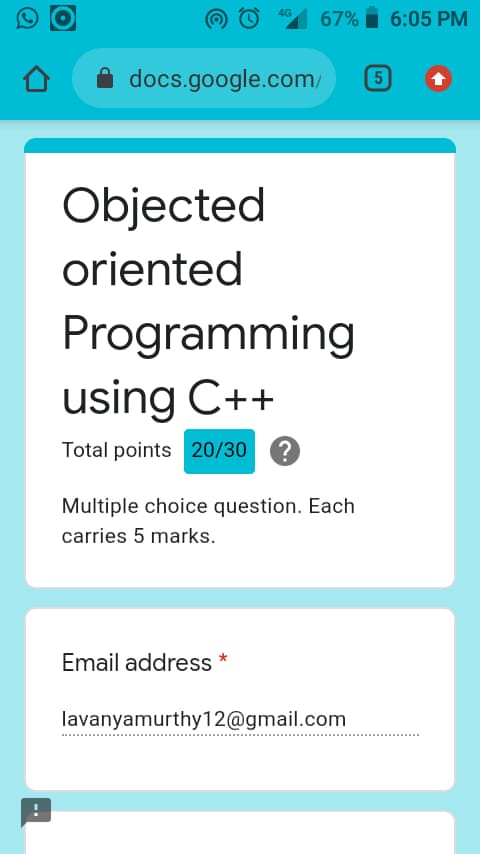 4G 67% 6:05 PM
docs.google.com/ 5
Objected
oriented
Programming
using C++
Total points 20/30 ?
Multiple choice question. Each
carries 5 marks.
Email address *
lavanyamurthy12@gmail.com
!